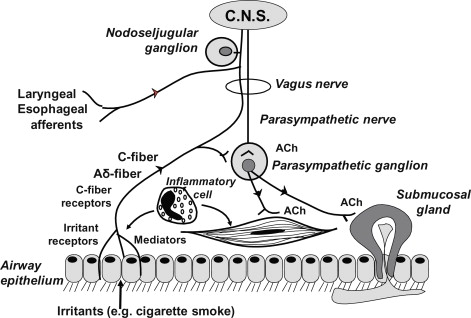 C.N.S.
Nodoseljugular
ganglion
Laryngeal
Esophageal
afferents
Vagus nerve
Parasympathetic nerve
C-fiber
Aδ-fiber
C-fiber
receptors
ACh
Parasympathetic ganglion
Inflammatory
cell
ACh
ACh
Submucosal
gland
Irritant
receptors
Mediators
Airway
epithelium
Irritants (e.g. cigarette smoke)